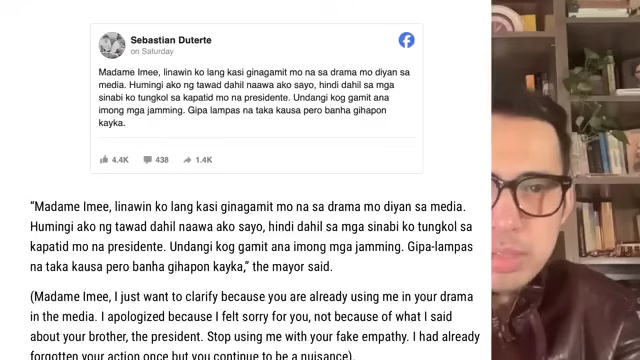 Sebastian Duterte
on Saturday
Madame Imee, linawin ko lang kasi ginagamit mo na sa drama mo diyan sa
media. Humingi ako ng tawad dahil naawa ako sayo, hindi dahil sa mga
sinabi ko tungkol sa kapatid mo na presidente. Undangi kog gamit ana
imong mga jamming. Gipa lampas na taka kausa pero banha gihapon
kayka.
4.4K 438 1.4K
“Madame Imee, linawin ko lang kasi ginagamit mo na sa drama mo diyan sa media.
Humingi ako ng tawad dahil naawa ako sayo, hindi dahil sa mga sinabi ko tungkol sa
kapatid mo na presidente. Undangi kog gamit ana imong mga jamming. Gipa-lampas
na taka kausa pero banha gihapon kayka,” the mayor said.
(Madame Imee, I just want to clarify because you are already using me in your drama
in the media. I apologized because I felt sorry for you, not because of what I said
about your brother, the president. Stop using me with your fake empathy. I had already
forgotten your action once but you continue to be a nuisance).